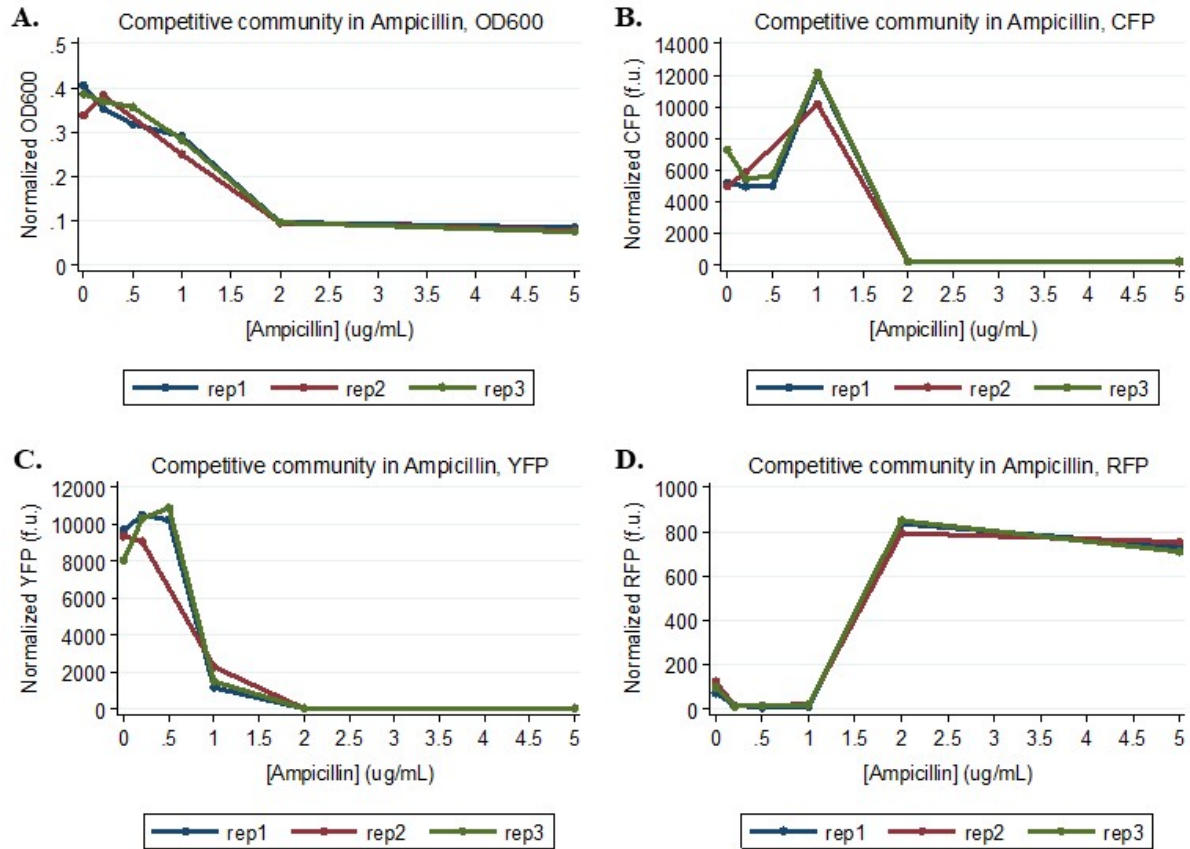 A.
Competitive community in Ampicillin, OD600
Normalized OD600
.5
.4
.3
.2
.1
0
0 .5 1 1.5 2 2.5 3 3.5 4 4.5 5
[Ampicillin] (ug/mL)
rep1 rep2 rep3
B.
Competitive community in Ampicillin, CFP
Normalized CFP (f.u.)
14000
12000
10000
8000
6000
4000
2000
0
0 .5 1 1.5 2 2.5 3 3.5 4 4.5 5
[Ampicillin] (ug/mL)
rep1 rep2 rep3
C.
Competitive community in Ampicillin, YFP
Normalized YFP (f.u.)
12000
10000
8000
6000
4000
2000
0
0 .5 1 1.5 2 2.5 3 3.5 4 4.5 5
[Ampicillin] (ug/mL)
rep1 rep2 rep3
D.
Competitive community in Ampicillin, RFP
Normalized RFP (f.u.)
1000
800
600
400
200
0
0 .5 1 1.5 2 2.5 3 3.5 4 4.5 5
[Ampicillin] (ug/mL)
rep1 rep2 rep3